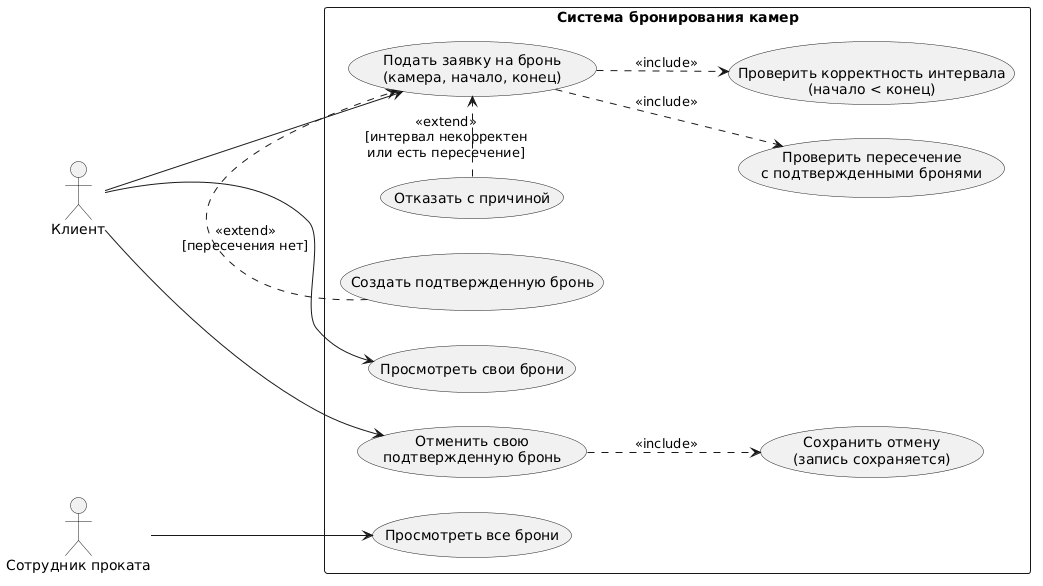 Система бронирования камер
Подать заявку на бронь
(камера, начало, конец)
«include»
Проверить корректность интервала
(начало < конец)
«include»
Проверить пересечение
с подтвержденными бронями
«extend»
[интервал некорректен
или есть пересечение]
Отказать с причиной
Клиент
«extend»
[пересечения нет]
Создать подтвержденную бронь
Просмотреть свои брони
Отменить свою
подтвержденную бронь
«include»
Сохранить отмену
(запись сохраняется)
Просмотреть все брони
Сотрудник проката